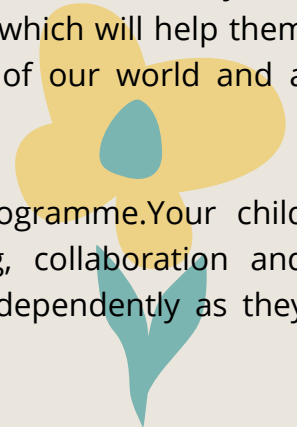 which will help them
of our world and a
ogramme.Your child
, collaboration and
dependently as they